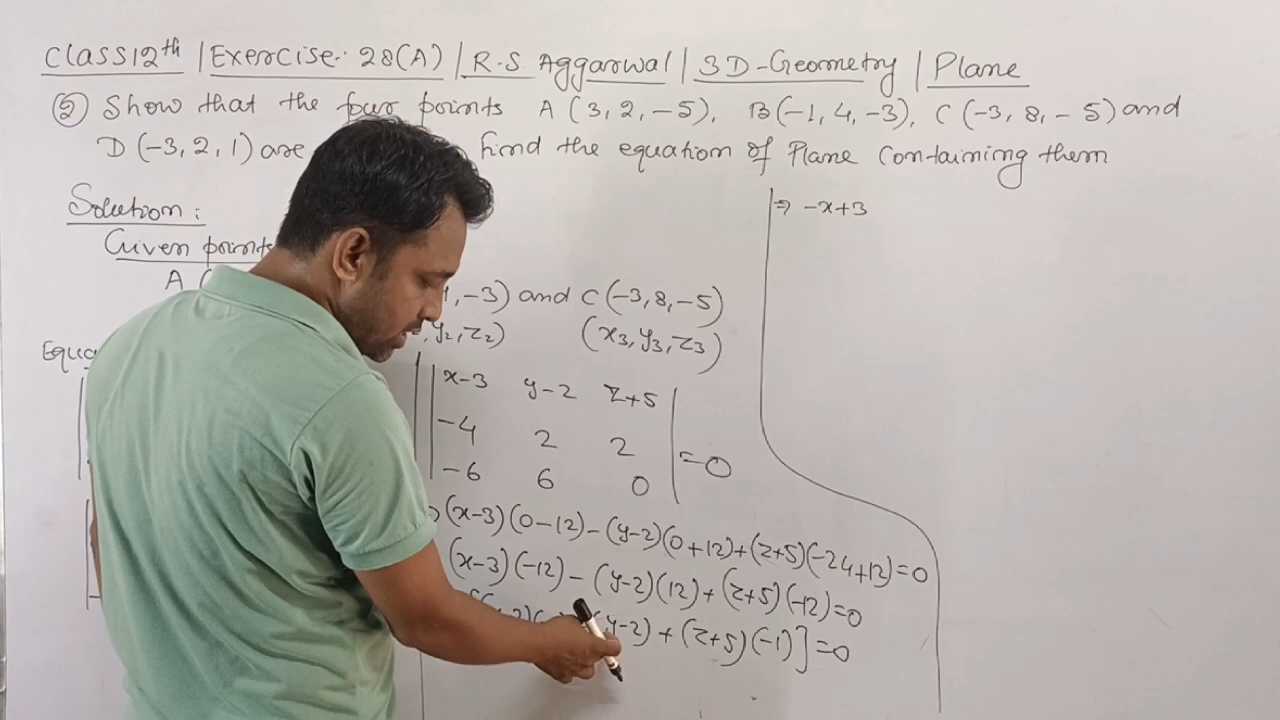 Class12th | Exercise: 28(A) | R.S Aggarwal | 3D-Geometry | Plane
⑤ Show that the four points A (3, 2, -5), B(-1, 4, -3), C(-3, 8, -5) and
D (-3, 2, 1) are find the equation of Plane containing them
Solution:
Given points
A (
, -3) and C(-3, 8, -5)
, y2, z2) (x3, y3, z3)
| x-3 y-2 z+5 |
| -4 2 2 | =0
| -6 6 0 |
(x-3)(0-12)-(y-2)(0+12)+(z+5)(-24+12)=0
(x-3)(-12)-(y-2)(12)+(z+5)(-12)=0
(y-2)+(z+5)(-1)]=0
⇒ -x+3